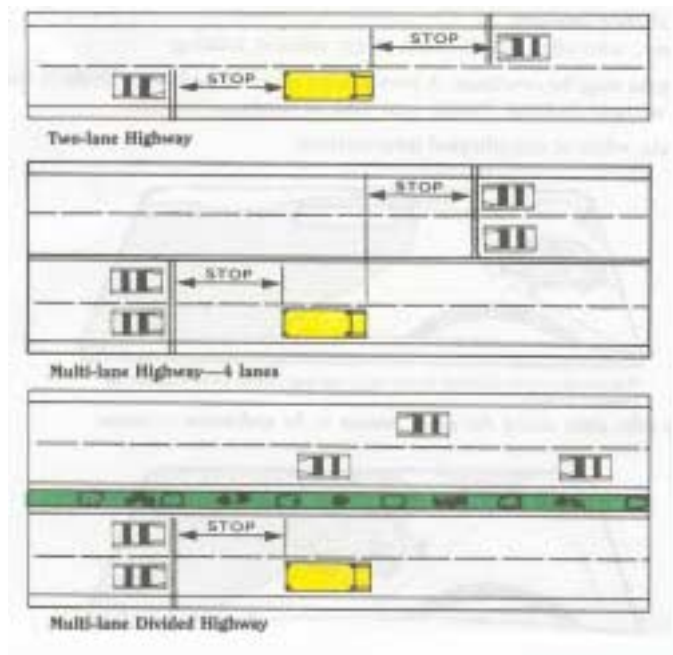 STOP
STOP
Two-lane Highway
STOP
STOP
Multi-lane Highway—4 lanes
STOP
Multi-lane Divided Highway